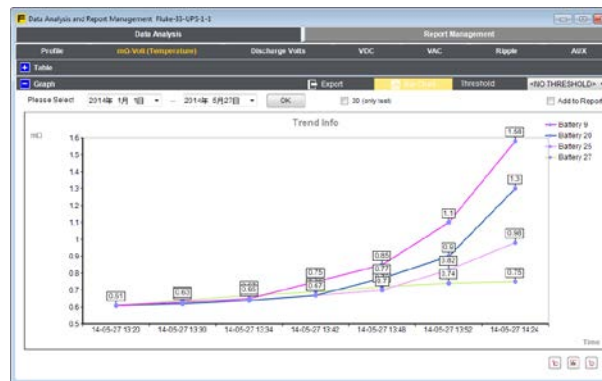 Data Analysis and Report Management Fluke-3S-UPS-1-1
Data Analysis Report Management
Profile mΩ-Volt (Temperature) Discharge Volts VDC VAC Ripple AUX
Table
Graph Export Threshold <NO THRESHOLD>
Please Select 2014年 1月 1日 ... 2014年 5月27日 OK 3D (only last) Add to Report
Trend Info
mΩ
Battery 9
Battery 20
Battery 25
Battery 27
1.6
1.5
1.4
1.3
1.2
1.1
1
0.9
0.8
0.7
0.6
0.5
1.58
1.3
1.1
0.98
0.9
0.85
0.82
0.77
0.75
0.75
0.74
0.71
0.67
0.65
0.63
0.61
14-05-27 13:20 14-05-27 13:30 14-05-27 13:34 14-05-27 13:42 14-05-27 13:48 14-05-27 13:52 14-05-27 14:24
Time